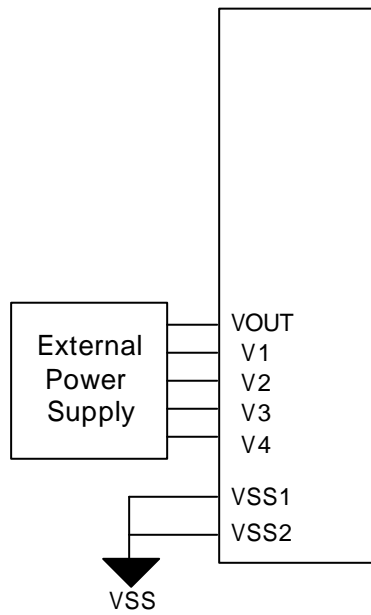 External
Power
Supply
VOUT
V1
V2
V3
V4
VSS1
VSS2
VSS